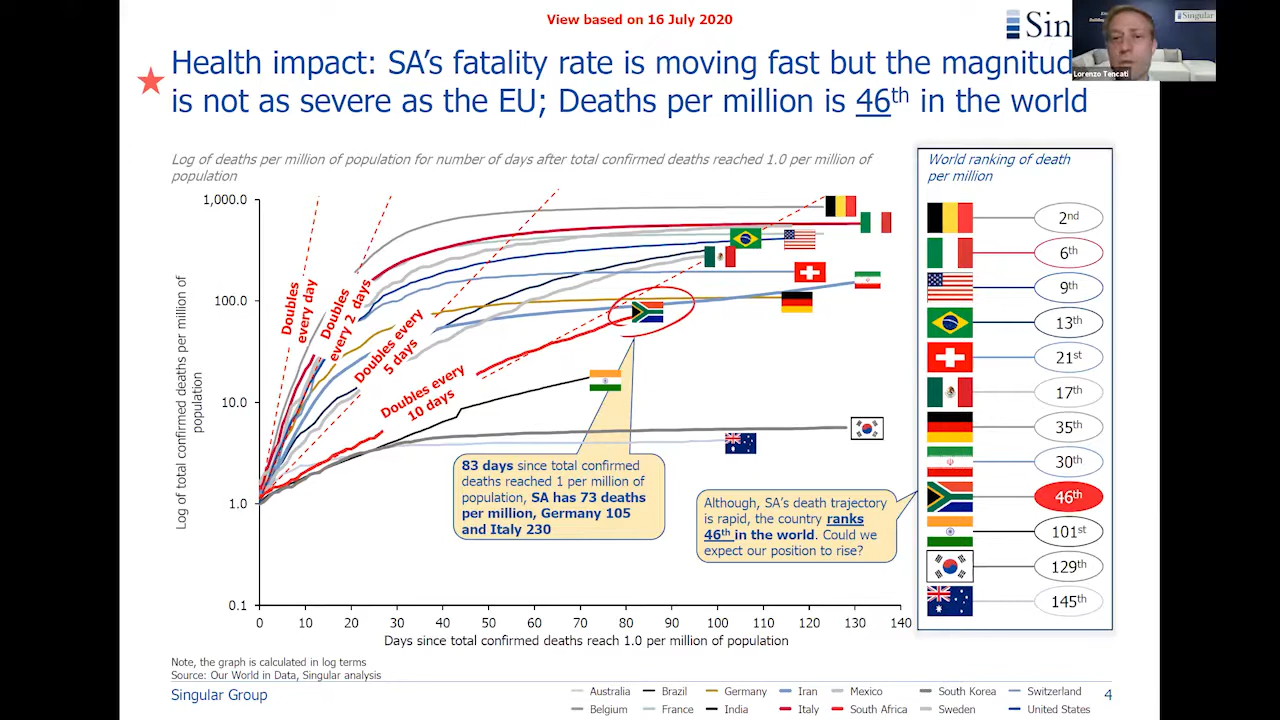 View based on 16 July 2020
Sin
Singular
Lorenzo Tencati
Health impact: SA's fatality rate is moving fast but the magnitud
is not as severe as the EU; Deaths per million is 46th in the world
Log of deaths per million of population for number of days after total confirmed deaths reached 1.0 per million of
population
World ranking of death
per million
Log of total confirmed deaths per million of
population
1,000.0
100.0
10.0
1.0
0.1
Doubles
every day
Doubles
every 2 days
Doubles every
5 days
Doubles every
10 days
83 days since total confirmed
deaths reached 1 per million of
population, SA has 73 deaths
per million, Germany 105
and Italy 230
Although, SA's death trajectory
is rapid, the country ranks
46th in the world. Could we
expect our position to rise?
2nd
6th
9th
13th
21st
17th
35th
30th
46th
101st
129th
145th
0 10 20 30 40 50 60 70 80 90 100 110 120 130 140
Days since total confirmed deaths reach 1.0 per million of population
Note, the graph is calculated in log terms
Source: Our World in Data, Singular analysis
Singular Group
Australia Brazil Germany Iran Mexico South Korea Switzerland
Belgium France India Italy South Africa Sweden United States
4